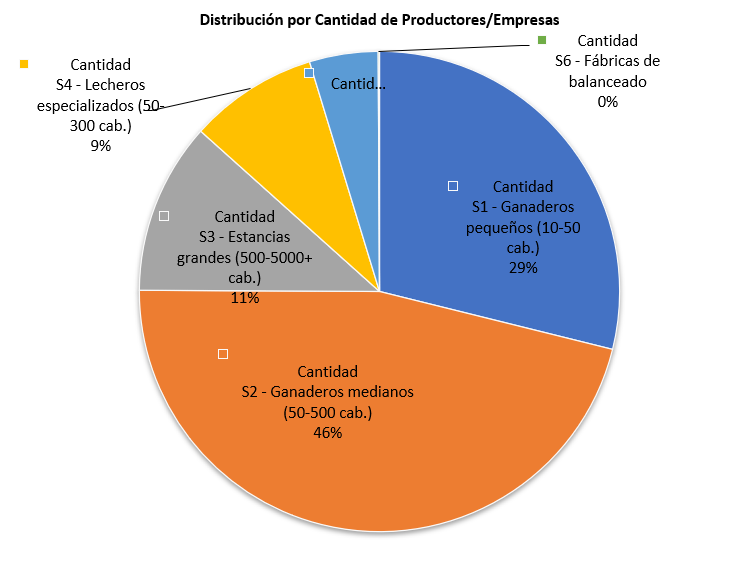 Distribución por Cantidad de Productores/Empresas
Cantidad
S6 - Fábricas de
balanceado
0%
Cantidad
S4 - Lecheros
especializados (50-
300 cab.)
9%
Cantid...
Cantidad
S1 - Ganaderos
pequeños (10-50
cab.)
29%
Cantidad
S3 - Estancias
grandes (500-5000+
cab.)
11%
Cantidad
S2 - Ganaderos medianos
(50-500 cab.)
46%